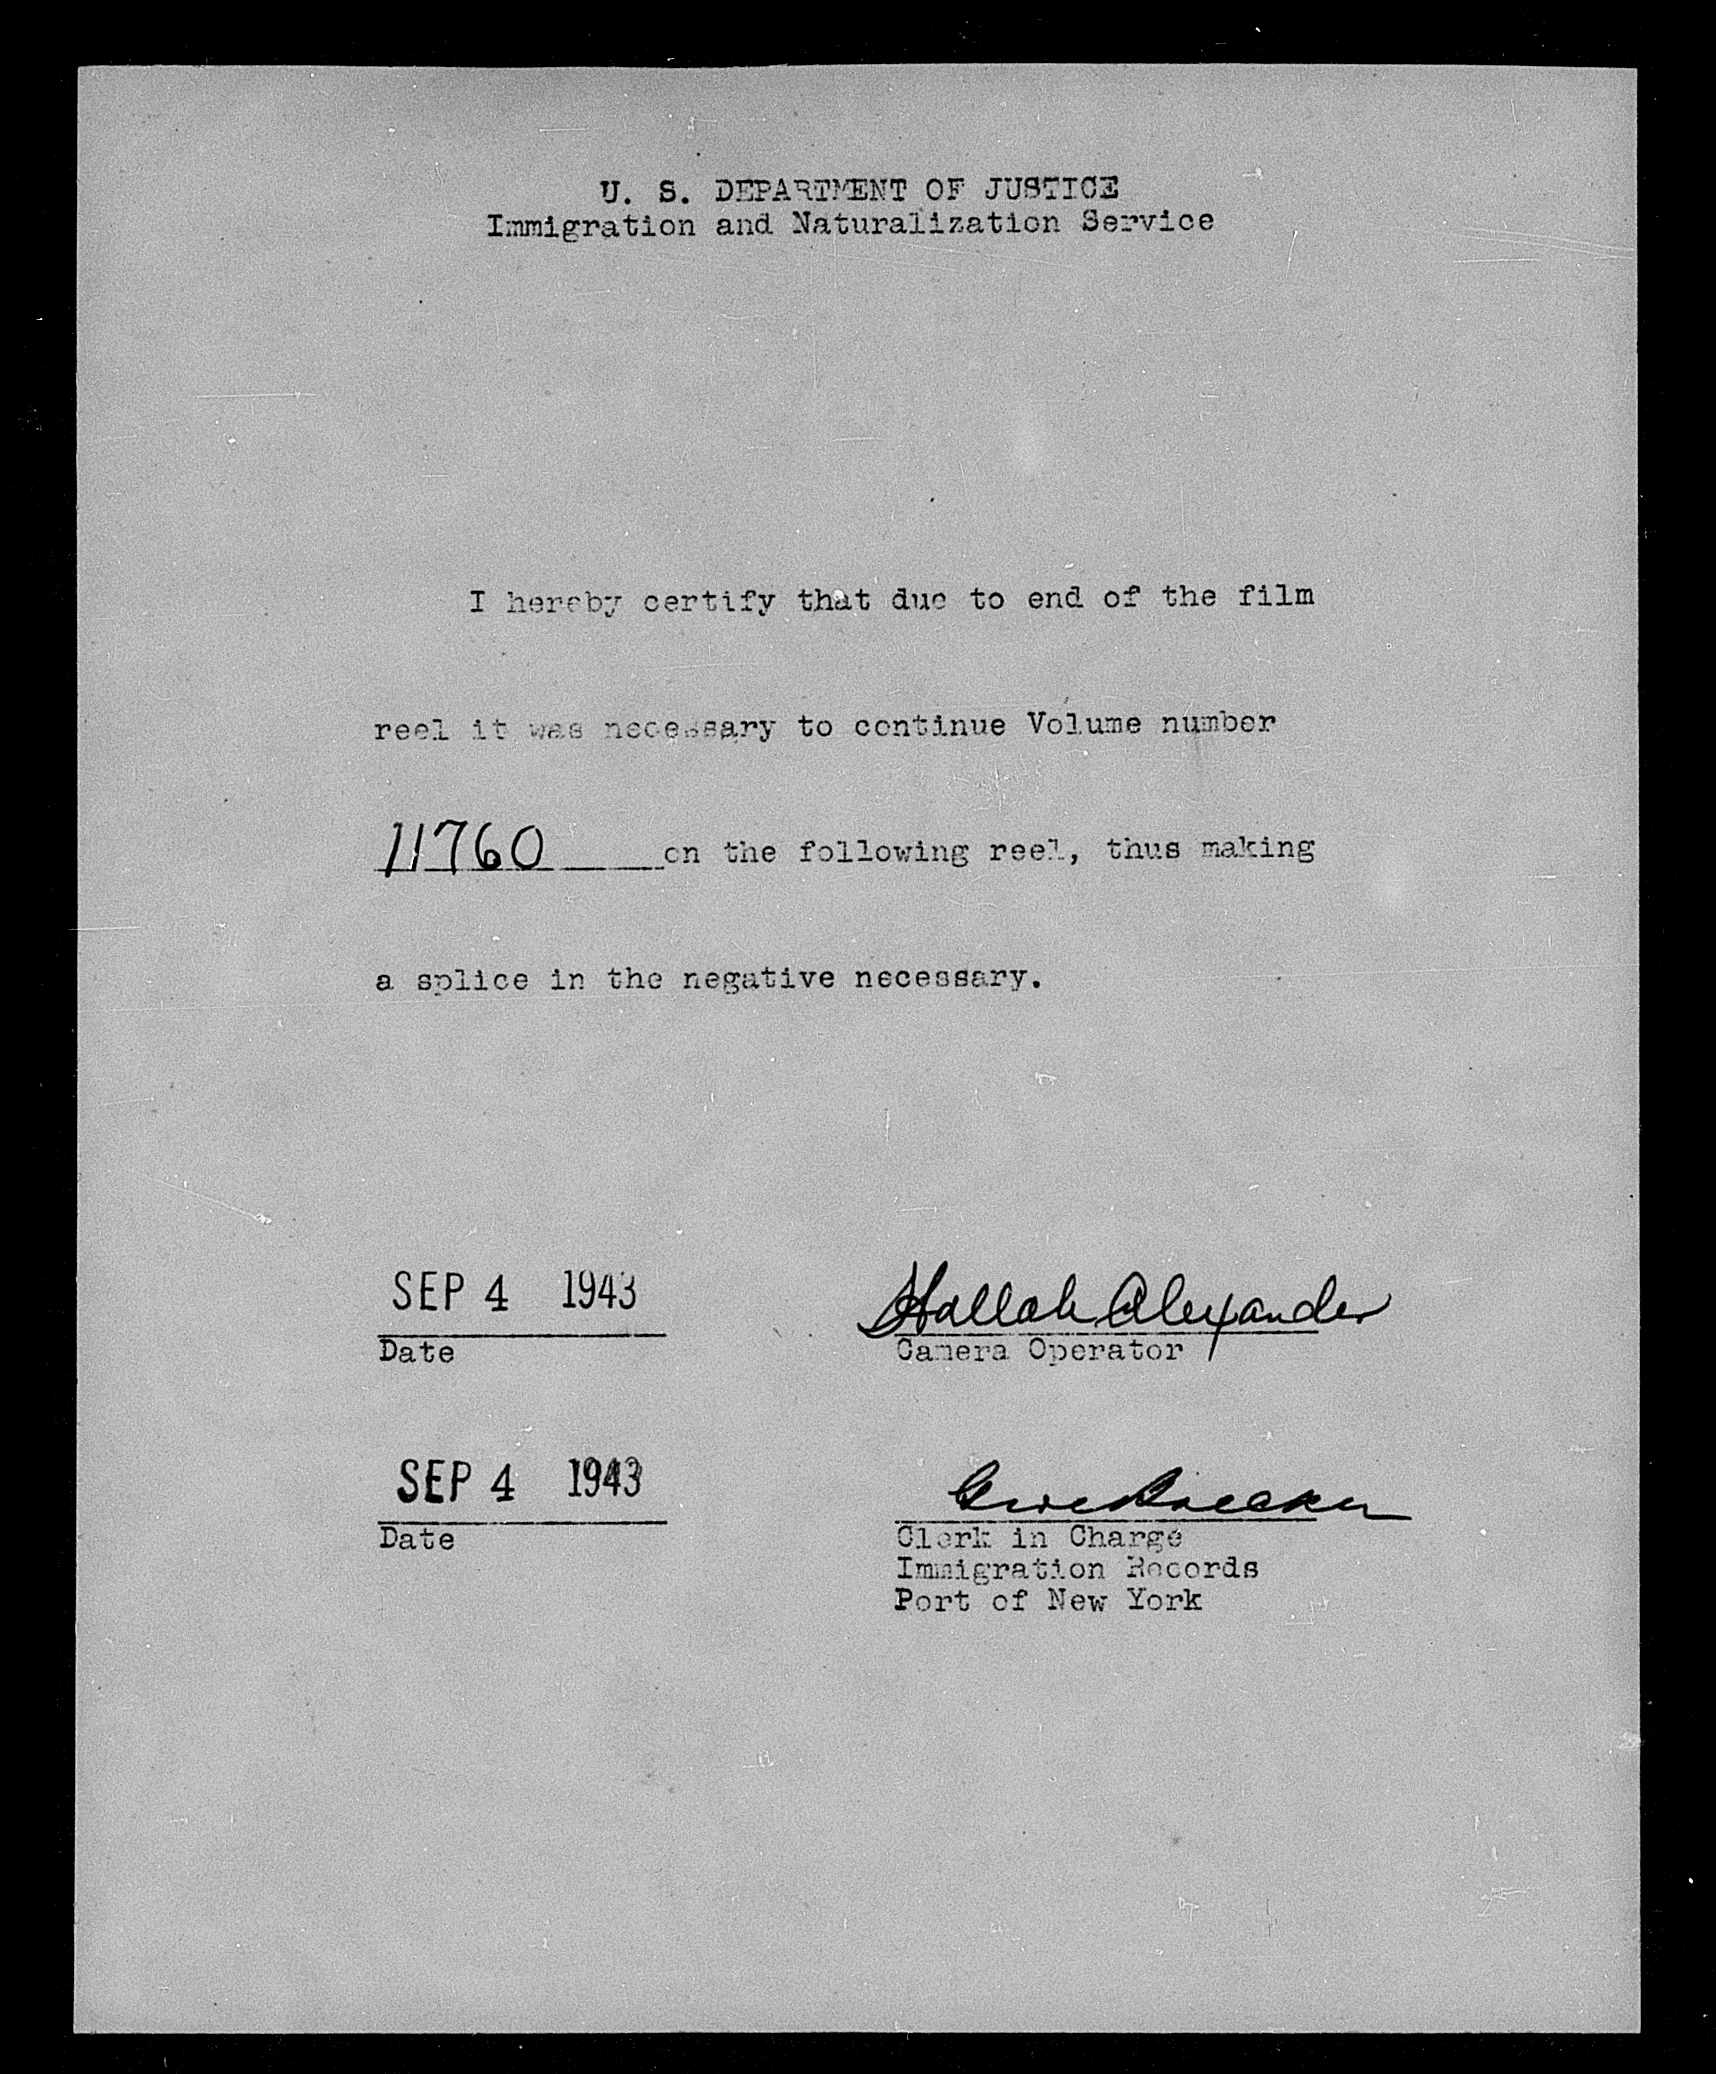 U. S. DEPARTMENT OF JUSTICE
Immigration and Naturalization Service
I hereby certify that due to end of the film
reel it was necessary to continue Volume number
11760 on the following reel, thus making
a splice in the negative necessary.
SEP 4 1943
Date
Hallah Alexander
Camera Operator
SEP 4 1943
Date
Clerk in Charge
Immigration Records
Port of New York